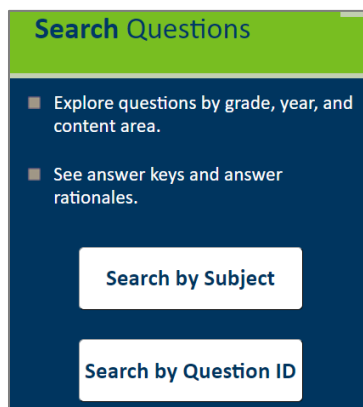 Search Questions
Explore questions by grade, year, and
content area.
See answer keys and answer
rationales.
Search by Subject
Search by Question ID